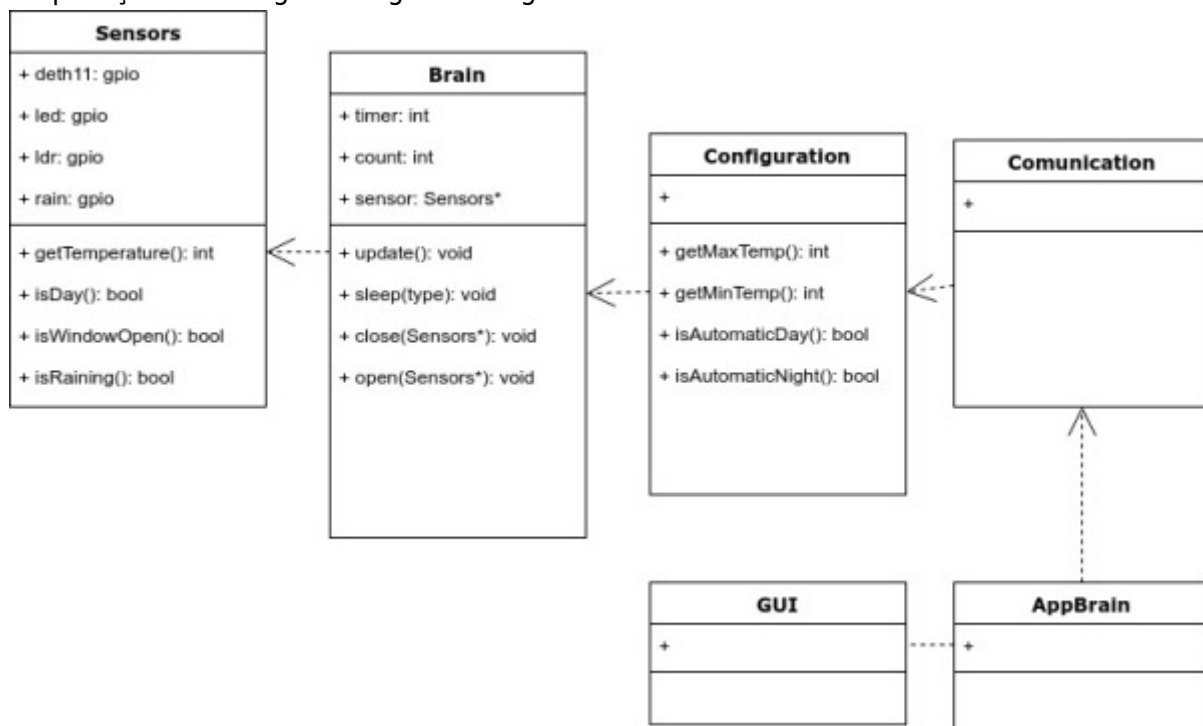 Sensors
+ deth11: gpio
+ led: gpio
+ ldr: gpio
+ rain: gpio
+ getTemperature(): int
+ isDay(): bool
+ isWindowOpen(): bool
+ isRaining(): bool
Brain
+ timer: int
+ count: int
+ sensor: Sensors*
+ update(): void
+ sleep(type): void
+ close(Sensors*): void
+ open(Sensors*): void
Configuration
+
+ getMaxTemp(): int
+ getMinTemp(): int
+ isAutomaticDay(): bool
+ isAutomaticNight(): bool
Comunication
+
GUI
+
AppBrain
+